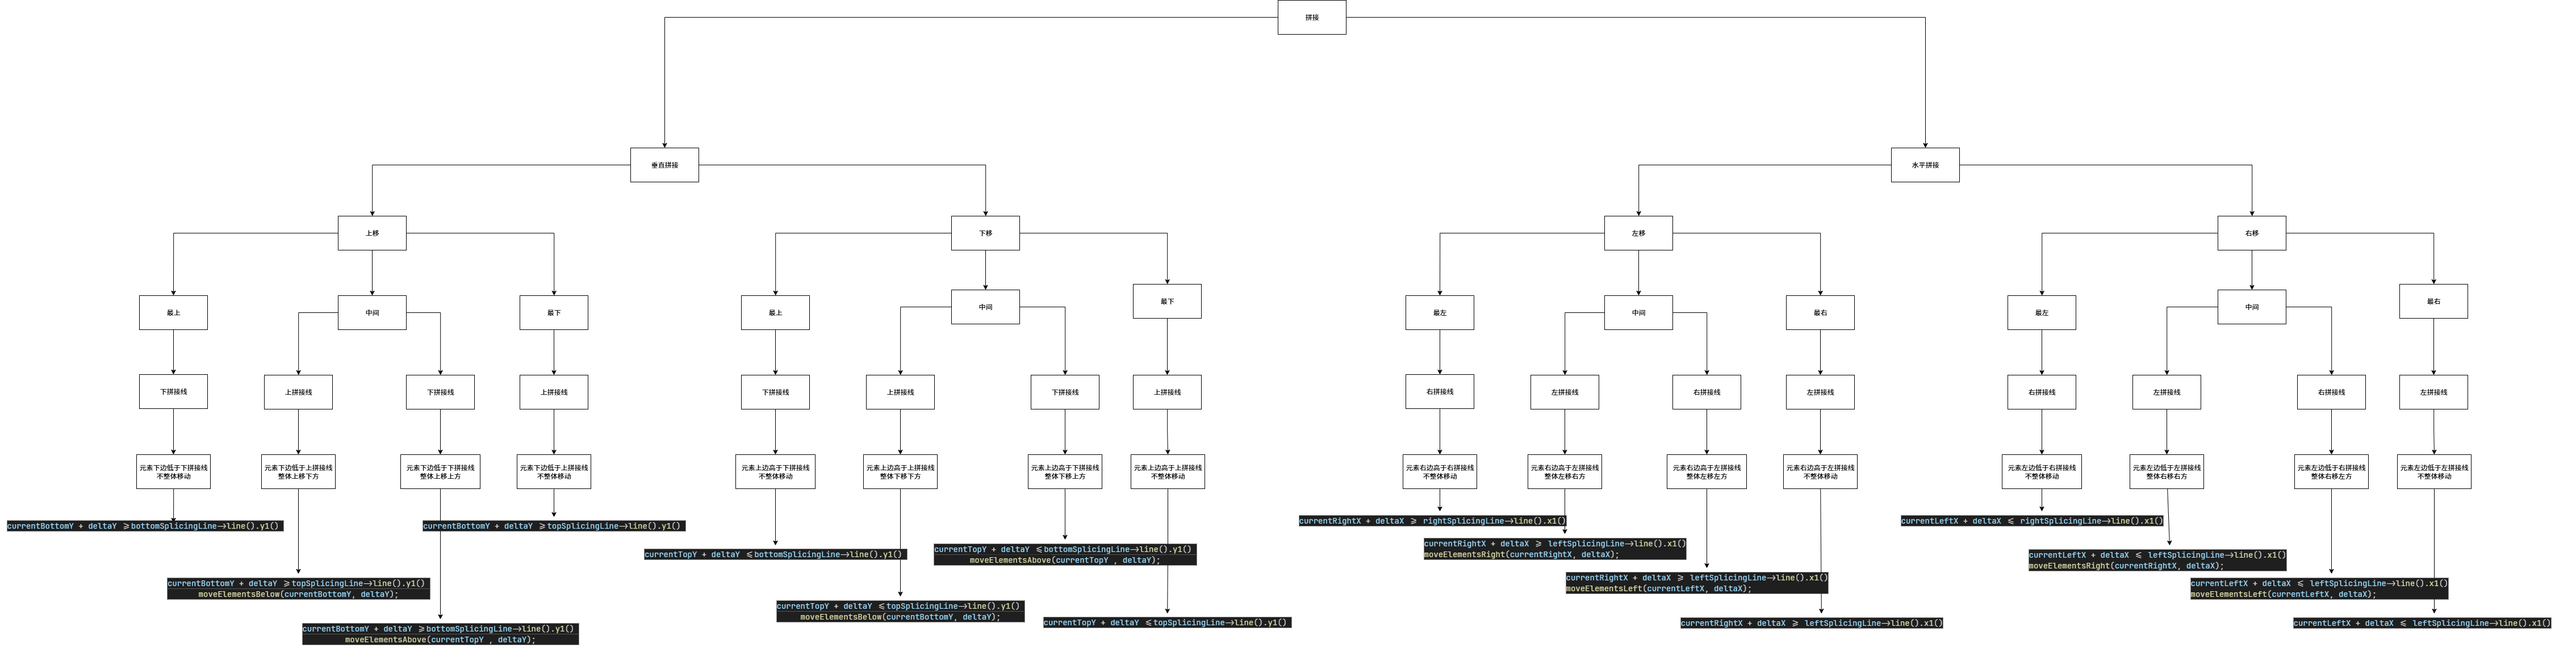 拼接
垂直拼接
水平拼接
上移
下移
左移
右移
最上
中间
最下
最上
中间
最下
最左
中间
最右
最左
中间
最右
下拼接线
上拼接线
下拼接线
上拼接线
下拼接线
上拼接线
下拼接线
上拼接线
右拼接线
左拼接线
右拼接线
左拼接线
右拼接线
左拼接线
右拼接线
左拼接线
元素下边低于下拼接线
不整体移动
元素下边低于上拼接线
整体上移下方
元素下边低于下拼接线
整体上移上方
元素下边低于上拼接线
不整体移动
元素上边高于下拼接线
不整体移动
元素上边高于上拼接线
整体下移下方
元素上边高于下拼接线
整体下移上方
元素上边高于上拼接线
不整体移动
元素右边高于右拼接线
不整体移动
元素右边高于左拼接线
整体左移右方
元素右边高于左拼接线
整体左移左方
元素右边高于左拼接线
不整体移动
元素左边低于右拼接线
不整体移动
元素左边低于左拼接线
整体右移右方
元素左边低于右拼接线
整体右移左方
元素左边低于左拼接线
不整体移动
currentBottomY + deltaY ≥bottomSplicingLine→line().y1()
currentBottomY + deltaY ≥topSplicingLine→line().y1()
moveElementsBelow(currentBottomY, deltaY);
currentBottomY + deltaY ≥bottomSplicingLine→line().y1()
moveElementsAbove(currentTopY , deltaY);
currentBottomY + deltaY ≥topSplicingLine→line().y1()
currentTopY + deltaY ≤bottomSplicingLine→line().y1()
currentTopY + deltaY ≤topSplicingLine→line().y1()
moveElementsBelow(currentBottomY, deltaY);
currentTopY + deltaY ≤bottomSplicingLine→line().y1()
moveElementsAbove(currentTopY , deltaY);
currentTopY + deltaY ≤topSplicingLine→line().y1()
currentRightX + deltaX ≥ rightSplicingLine→line().x1()
currentRightX + deltaX ≥ leftSplicingLine→line().x1()
moveElementsRight(currentRightX, deltaX);
currentRightX + deltaX ≥ leftSplicingLine→line().x1()
moveElementsLeft(currentLeftX, deltaX);
currentRightX + deltaX ≥ leftSplicingLine→line().x1()
currentLeftX + deltaX ≤ rightSplicingLine→line().x1()
currentLeftX + deltaX ≤ leftSplicingLine→line().x1()
moveElementsRight(currentRightX, deltaX);
currentLeftX + deltaX ≤ leftSplicingLine→line().x1()
moveElementsLeft(currentLeftX, deltaX);
currentLeftX + deltaX ≤ leftSplicingLine→line().x1()